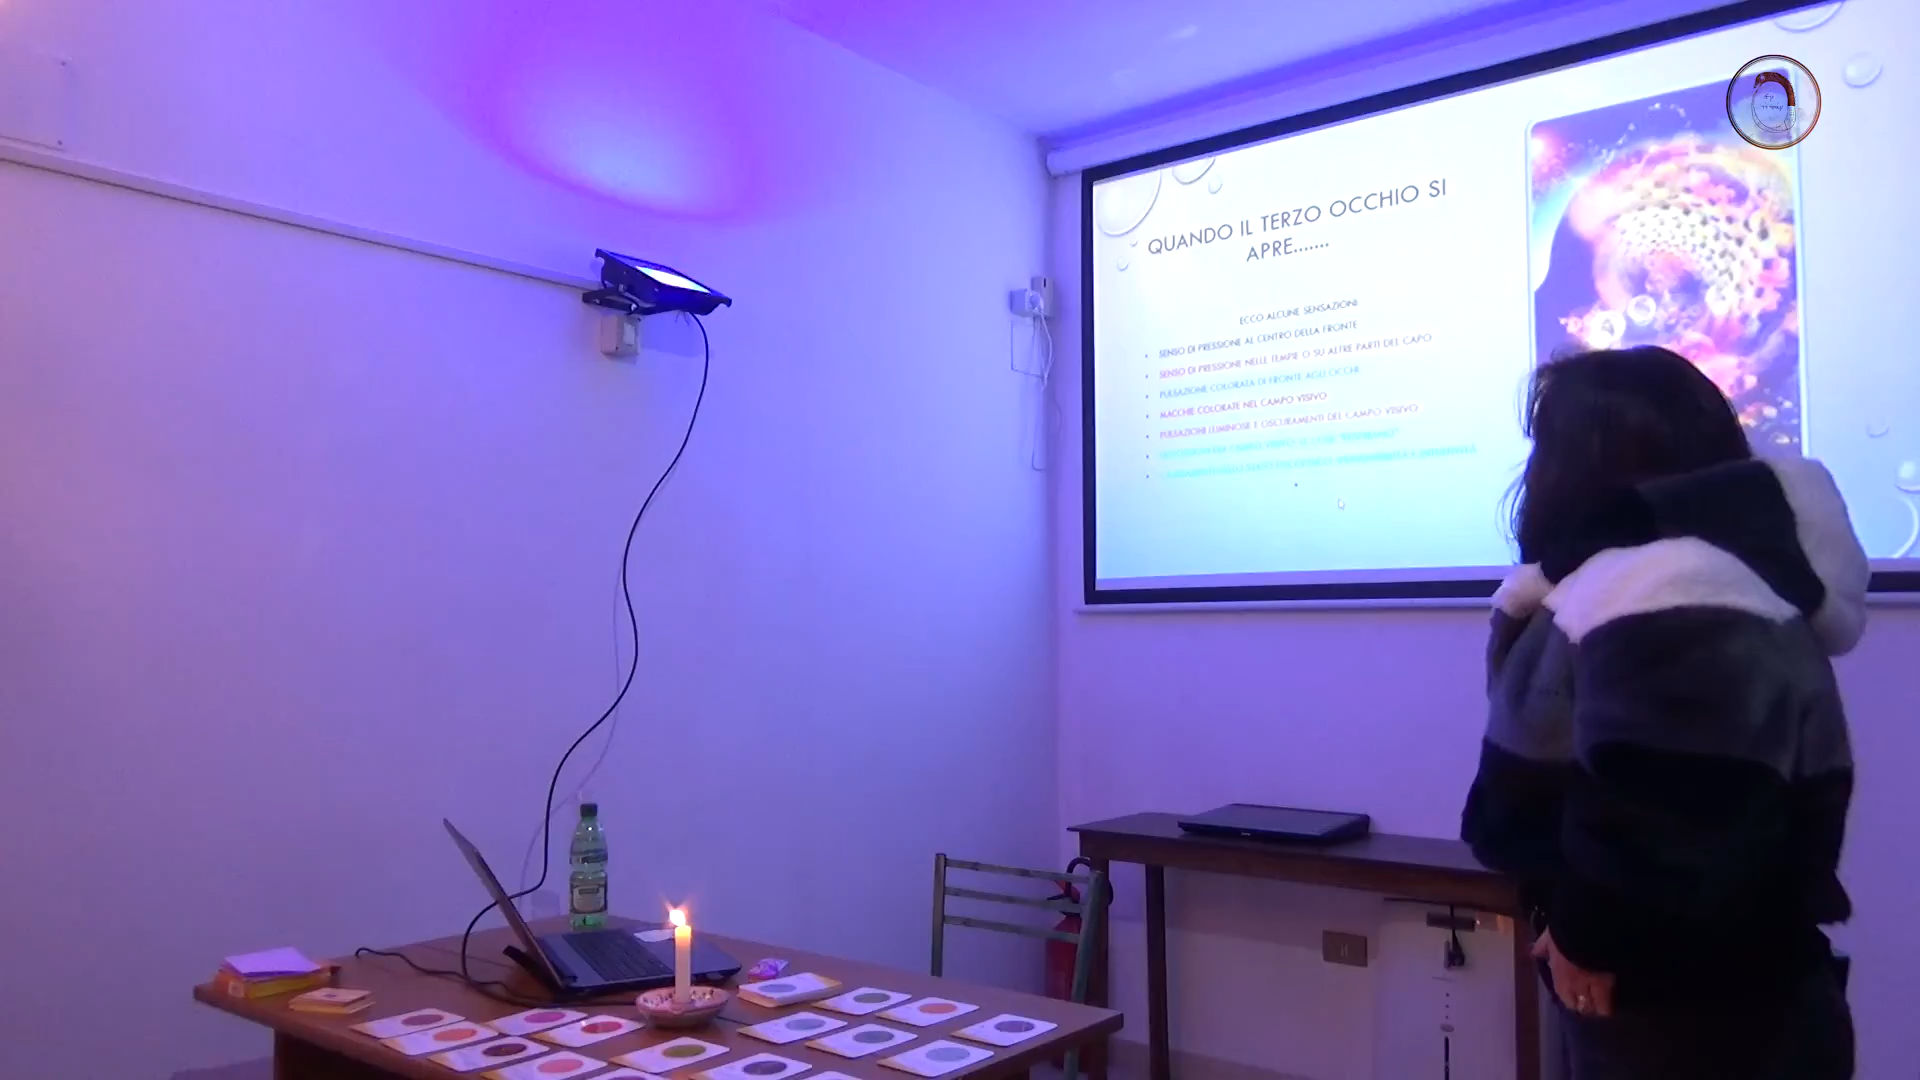 QUANDO IL TERZO OCCHIO SI
APRE.......
ECCO ALCUNE SENSAZIONI
SENSO DI PRESSIONE AL CENTRO DELLA FRONTE
SENSO DI PRESSIONE NELLE TEMPIE O SU ALTRE PARTI DEL CAPO
PULSAZIONE COLORATA DI FRONTE AGLI OCCHI
MACCHIE COLORATE NEL CAMPO VISIVO
PULSAZIONI LUMINOSE E OSCURAMENTI DEL CAMPO VISIVO